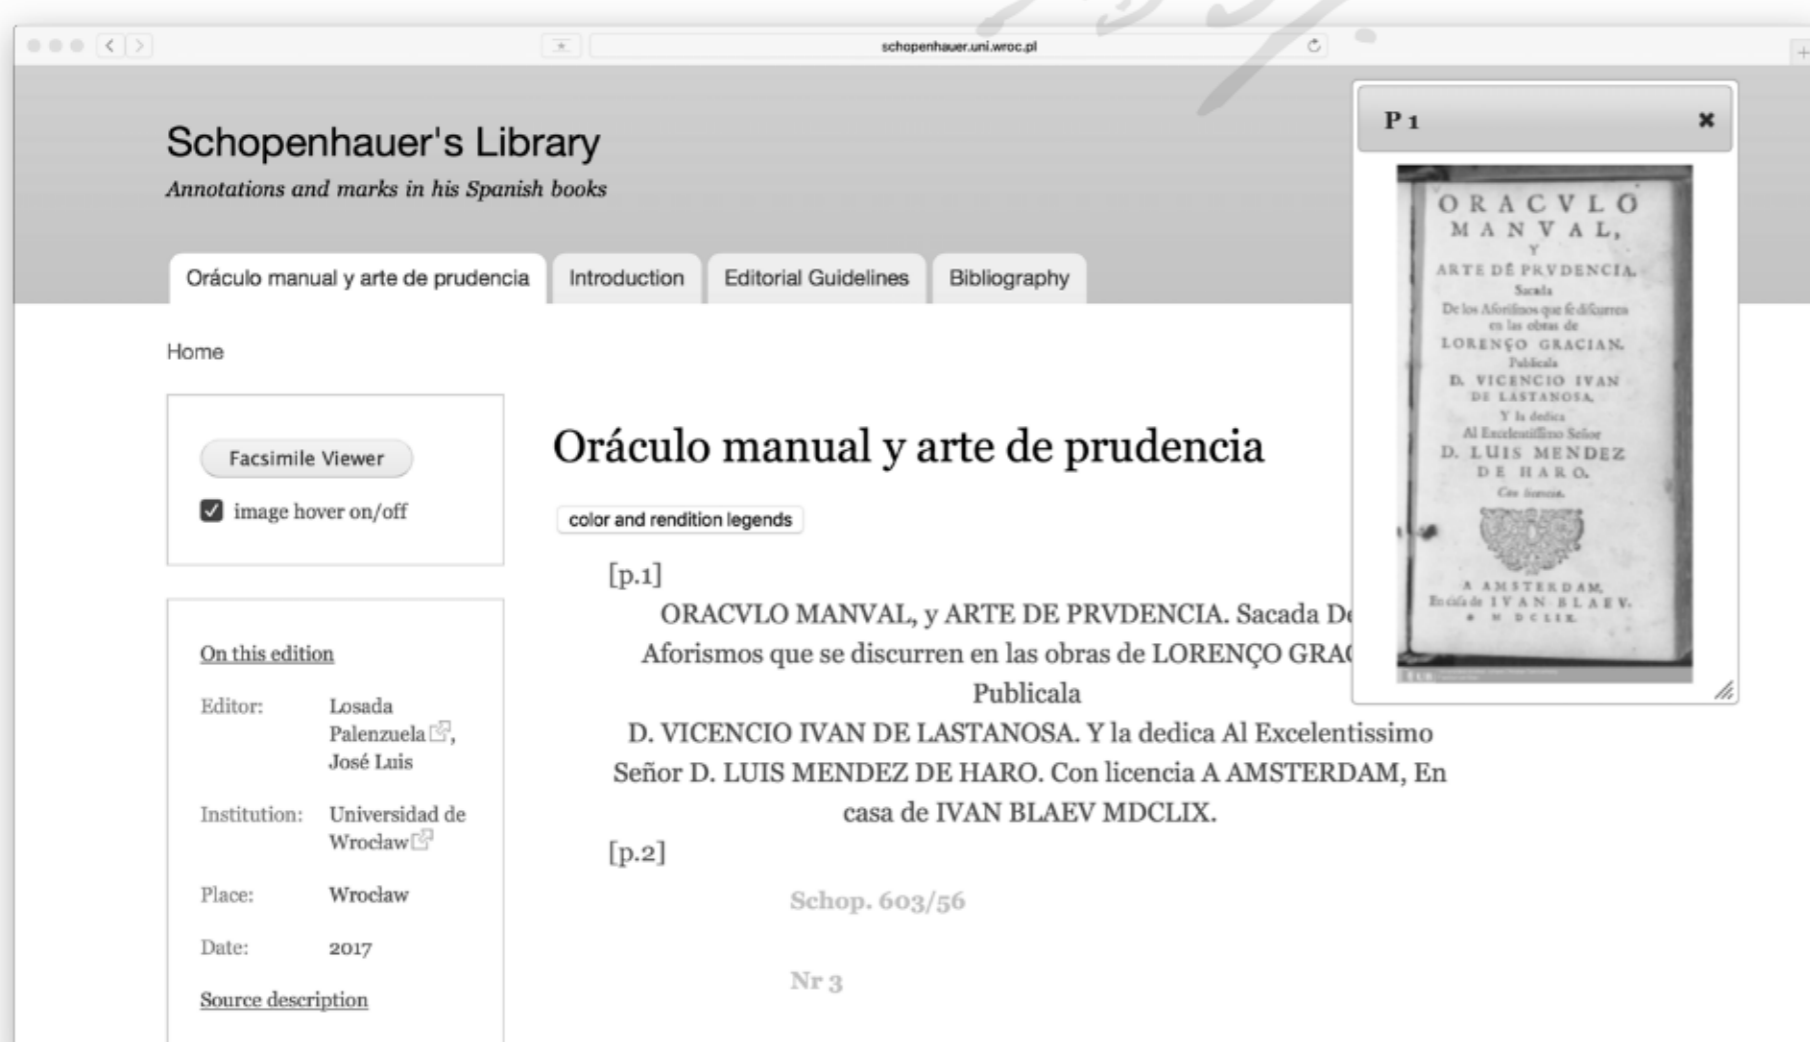 schopenhauer.uni.wroc.pl
Schopenhauer's Library
Annotations and marks in his Spanish books
Oráculo manual y arte de prudencia
Introduction
Editorial Guidelines
Bibliography
Home
Facsimile Viewer
image hover on/off
On this edition
Editor:
Losada
Palenzuela,
José Luis
Institution:
Universidad de
Wrocław
Place:
Wrocław
Date:
2017
Source description
Oráculo manual y arte de prudencia
color and rendition legends
[p.1]
ORACVLO MANVAL, y ARTE DE PRVDENCIA. Sacada De
Aforismos que se discurren en las obras de LORENÇO GRAC
Publicala
D. VICENCIO IVAN DE LASTANOSA. Y la dedica Al Excelentissimo
Señor D. LUIS MENDEZ DE HARO. Con licencia A AMSTERDAM, En
casa de IVAN BLAEV MDCLIX.
[p.2]
Schop. 603/56
Nr 3
P 1
ORACVLO
MANVAL,
Y
ARTE DE PRVDENCIA.
Sacada
De los Aforismos que se discurren
en las obras de
LORENÇO GRACIAN.
Publicala
D. VICENCIO IVAN
DE LASTANOSA.
Y la dedica
Al Excelentissimo Señor
D. LUIS MENDEZ
DE HARO.
Con licencia.
A AMSTERDAM,
En casa de IVAN BLAEV.
MDCLIX.